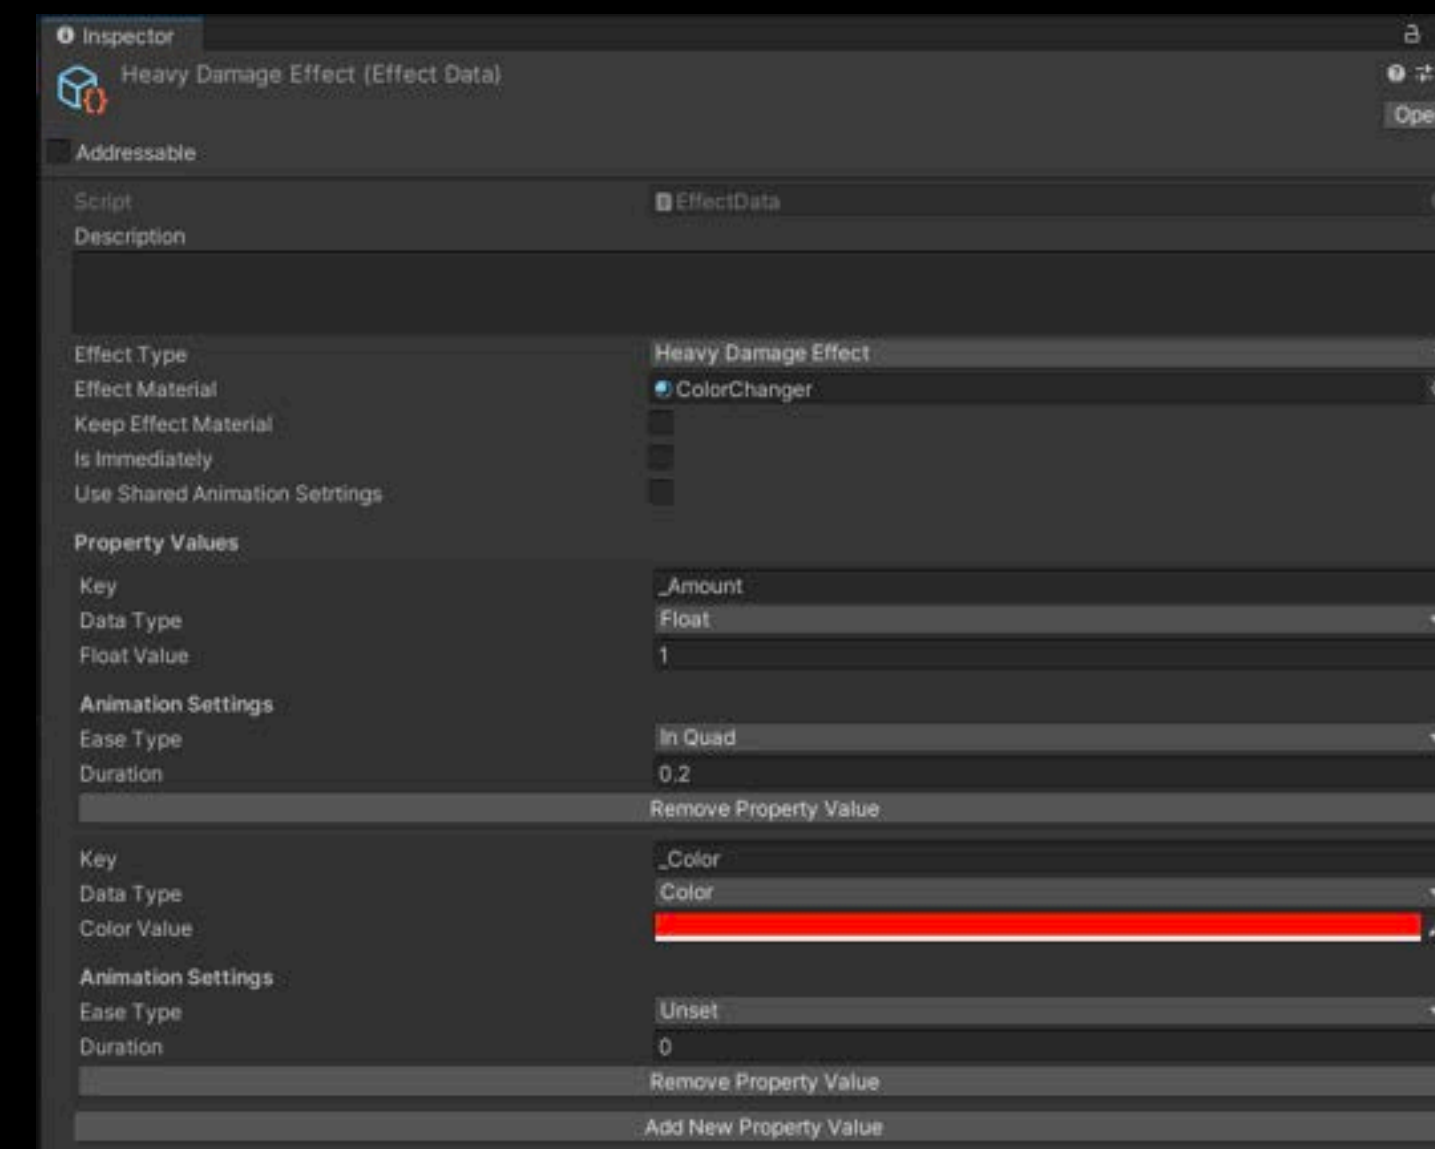 Inspector
Heavy Damage Effect (Effect Data)
Ope
Addressable
Script EffectData
Description
Effect Type Heavy Damage Effect
Effect Material ColorChanger
Keep Effect Material
Is Immediately
Use Shared Animation Setrtings
Property Values
Key _Amount
Data Type Float
Float Value 1
Animation Settings
Ease Type In Quad
Duration 0.2
Remove Property Value
Key _Color
Data Type Color
Color Value
Animation Settings
Ease Type Unset
Duration 0
Remove Property Value
Add New Property Value